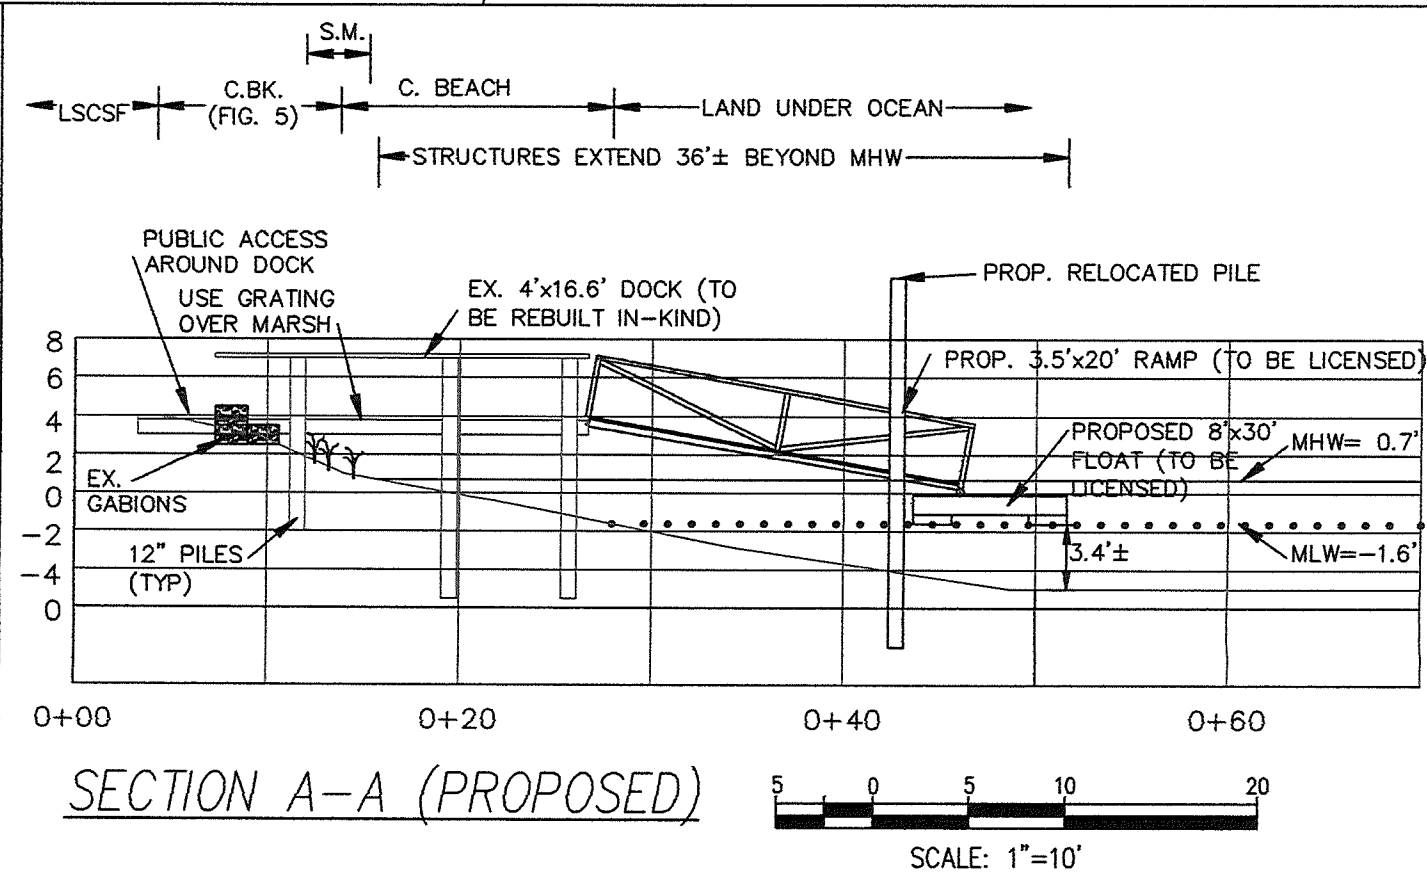 S.M.
LSCSF
C.BK.
(FIG. 5)
C. BEACH
LAND UNDER OCEAN
STRUCTURES EXTEND 36'± BEYOND MHW
PUBLIC ACCESS
AROUND DOCK
USE GRATING
OVER MARSH
EX. 4'x16.6' DOCK (TO
BE REBUILT IN-KIND)
PROP. RELOCATED PILE
PROP. 3.5'x20' RAMP (TO BE LICENSED)
PROPOSED 8'x30'
FLOAT (TO BE
LICENSED)
MHW= 0.7'
EX.
GABIONS
12" PILES
(TYP)
3.4'±
MLW=-1.6'
8
6
4
2
0
-2
-4
0
0+00
0+20
0+40
0+60
SECTION A-A (PROPOSED)
5 0 5 10 20
SCALE: 1"=10'